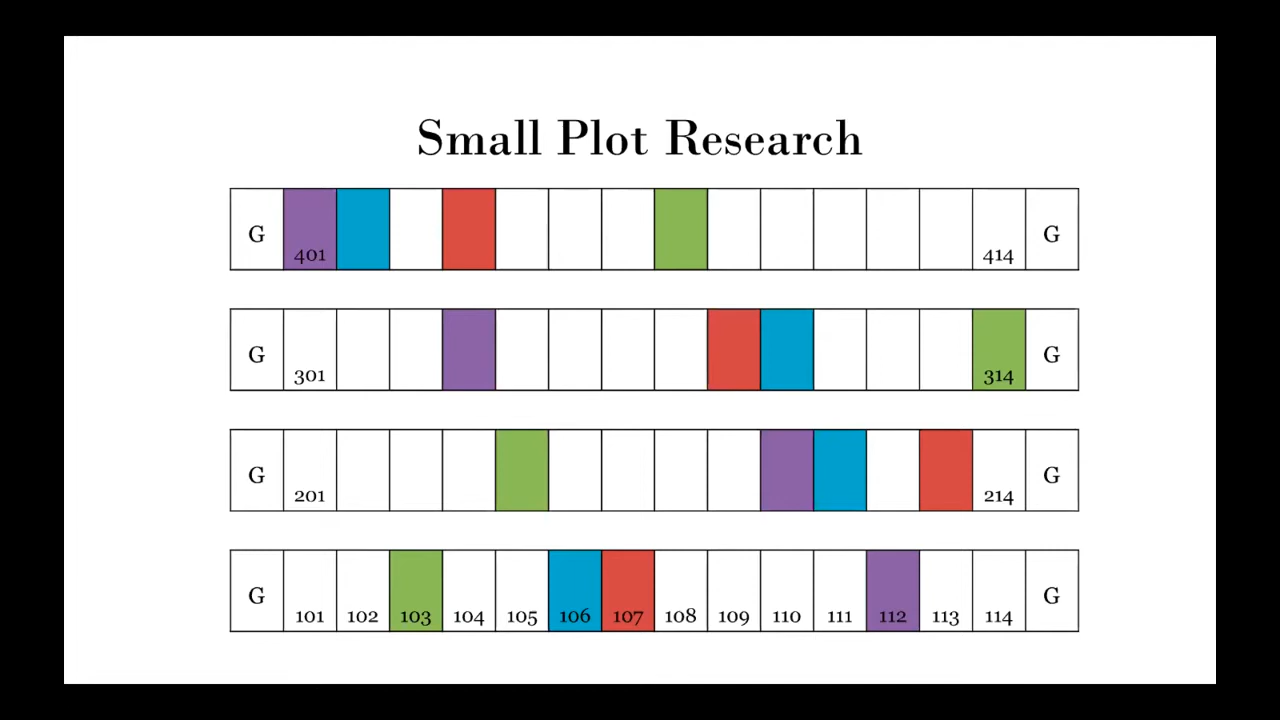 Small Plot Research
G 401 414 G
G 301 314 G
G 201 214 G
G 101 102 103 104 105 106 107 108 109 110 111 112 113 114 G